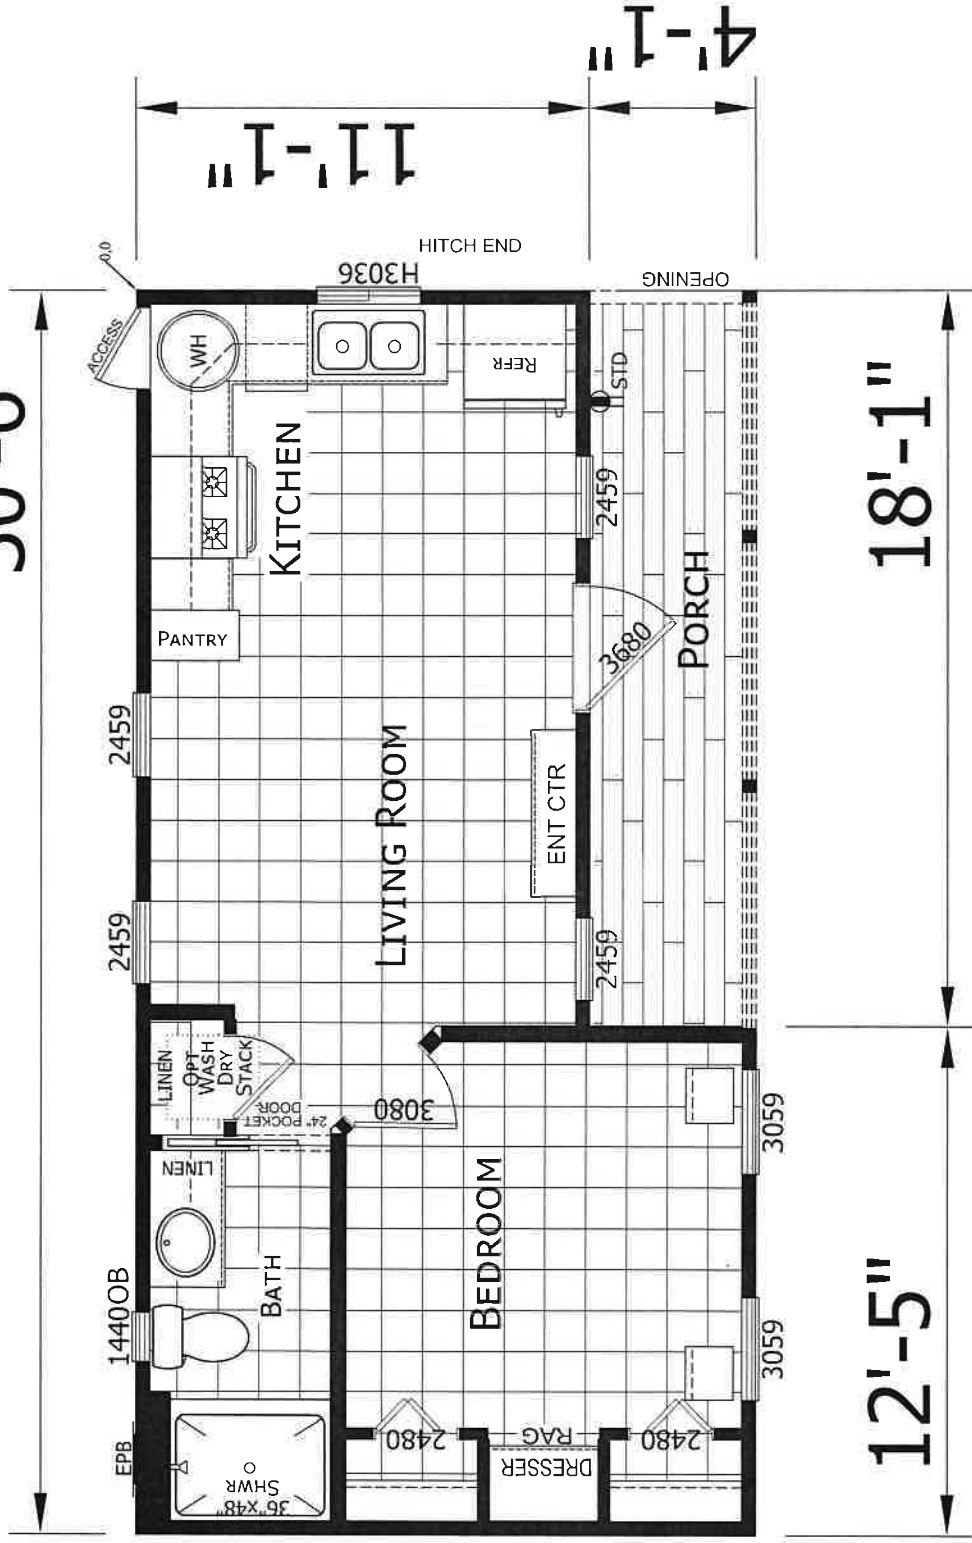 4'-1"
11'-1"
HITCH END
0,0
H3036
OPENING
ACCESS
WH
REFR
STD
KITCHEN
2459
18'-1"
PANTRY
3680
PORCH
2459
LIVING ROOM
ENT CTR
2459
2459
LINEN
OPT
WASH
DRY
STACK
24" POCKET
DOOR
3080
LINEN
3059
BATH
BEDROOM
1440OB
3059
12'-5"
EPB
SHWR
36"x48"
2480
RAG
DRESSER
2480